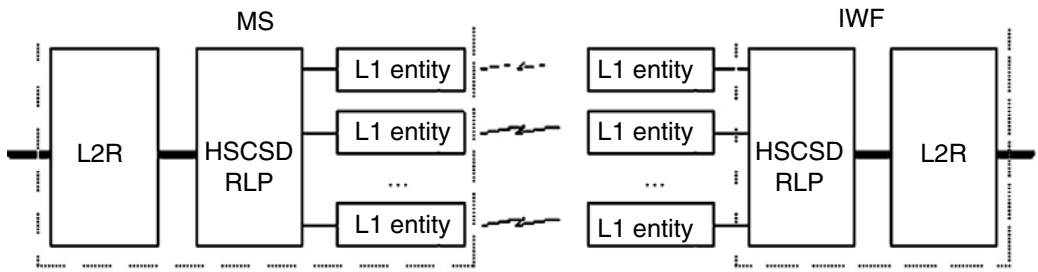 MS
IWF
L2R
HSCSD
RLP
L1 entity
L1 entity
...
L1 entity
L1 entity
L1 entity
...
L1 entity
HSCSD
RLP
L2R